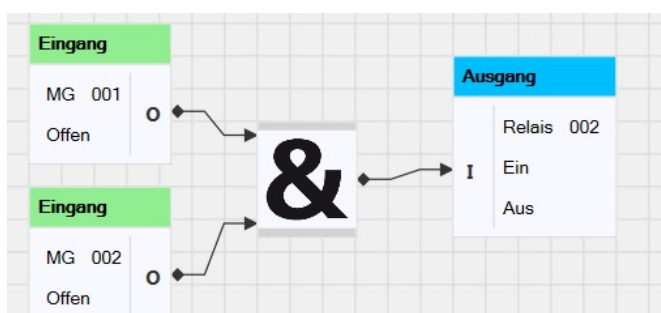 Eingang
MG 001
O
Offen
Eingang
MG 002
O
Offen
&
Ausgang
Relais 002
I
Ein
Aus